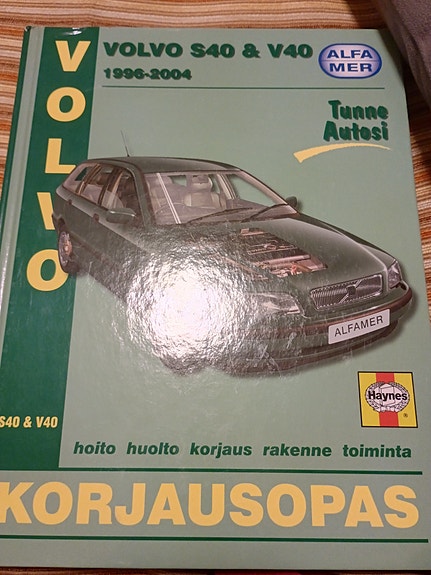 VOLVO
VOLVO S40 & V40
1996-2004
ALFA
MER
Tunne
Autosi
ALFAMER
Haynes
S40 & V40
hoito huolto korjaus rakenne toiminta
KORJAUSOPAS